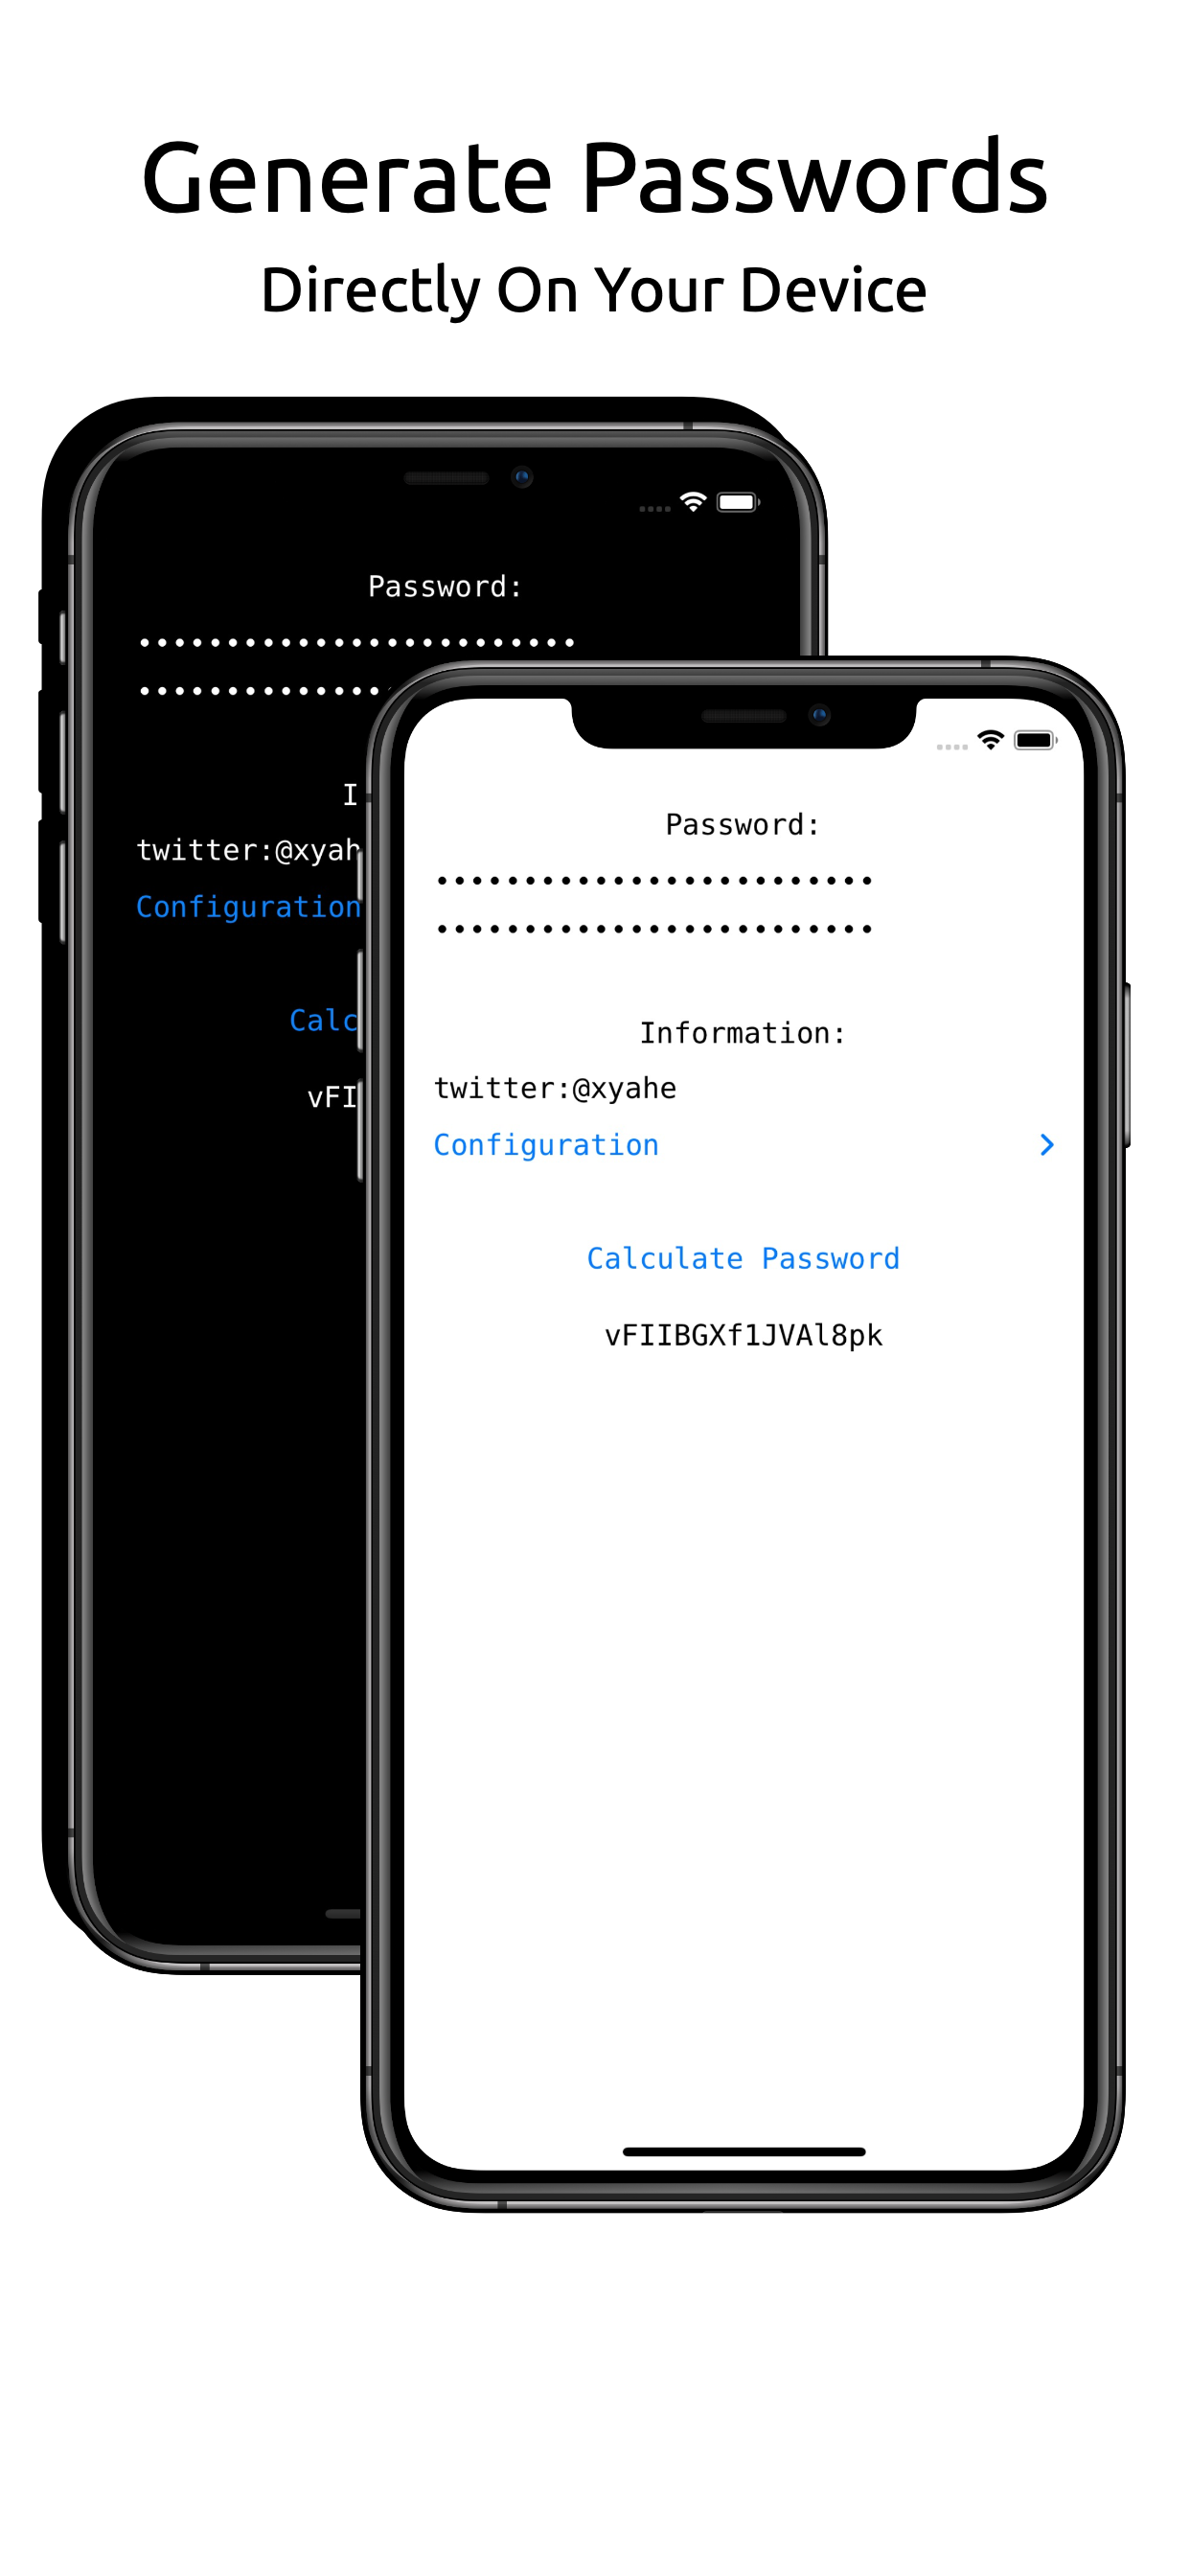 Generate Passwords
Directly On Your Device
Password:
•••••••••••••••••••••••••
•••••••••••••••
I
twitter:@xyah
Configuration
Calc
vFI
Password:
•••••••••••••••••••••••••
•••••••••••••••••••••••••
Information:
twitter:@xyahe
Configuration
Calculate Password
vFIIBGXf1JVAl8pk